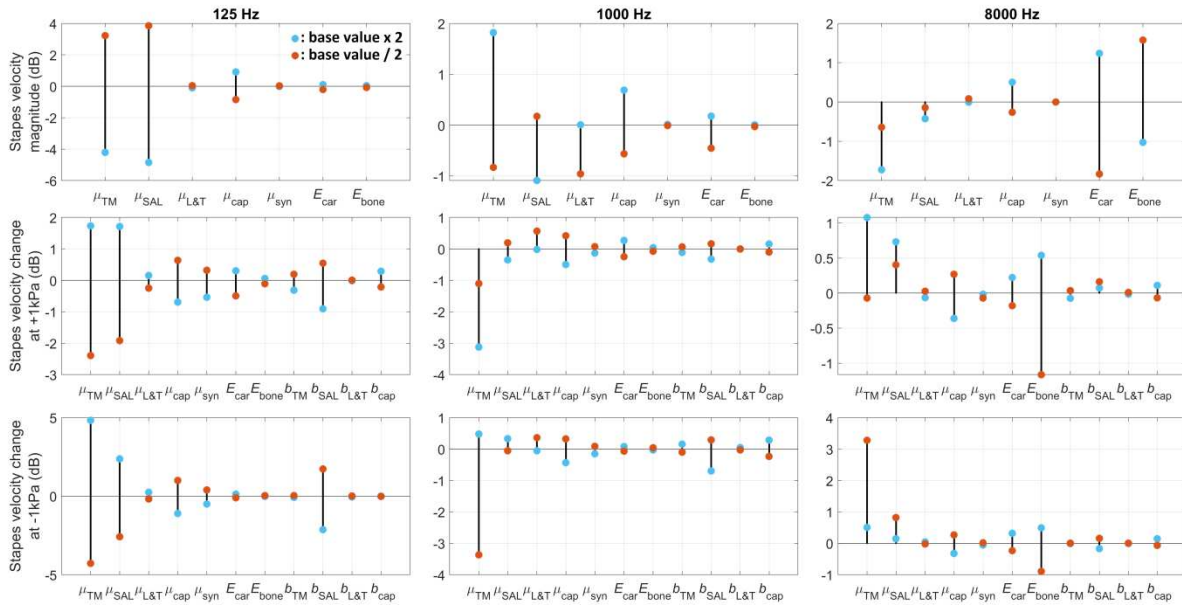 125 Hz
1000 Hz
8000 Hz
Stapes velocity
magnitude (dB)
4
2
0
-2
-4
-6
: base value x 2
: base value / 2
μTM μSAL μL&T μcap μsyn Ecar Ebone
2
1
0
1
μTM μSAL μL&T μcap μsyn Ecar Ebone
2
1
0
-1
-2
μTM μSAL μL&T μcap μsyn Ecar Ebone
Stapes velocity change
at +1kPa (dB)
2
1
0
-1
-2
-3
μTM μSAL μL&T μcap μsyn Ecar Ebone bTM bSAL bL&T bcap
1
0
-1
-2
-3
-4
μTM μSAL μL&T μcap μsyn Ecar Ebone bTM bSAL bL&T bcap
1
0.5
0
-0.5
-1
μTM μSAL μL&T μcap μsyn Ecar Ebone bTM bSAL bL&T bcap
Stapes velocity change
at -1kPa (dB)
5
0
-5
μTM μSAL μL&T μcap μsyn Ecar Ebone bTM bSAL bL&T bcap
1
0
-1
-2
-3
-4
μTM μSAL μL&T μcap μsyn Ecar Ebone bTM bSAL bL&T bcap
4
3
2
1
0
-1
μTM μSAL μL&T μcap μsyn Ecar Ebone bTM bSAL bL&T bcap